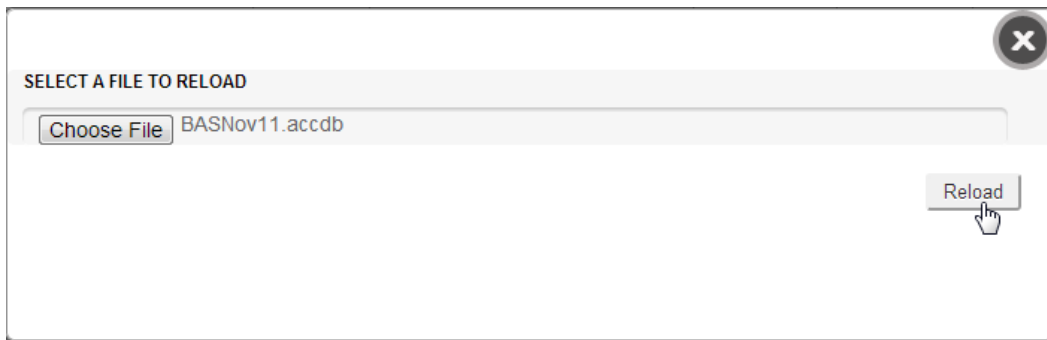 SELECT A FILE TO RELOAD
Choose File BASNov11.accdb
Reload